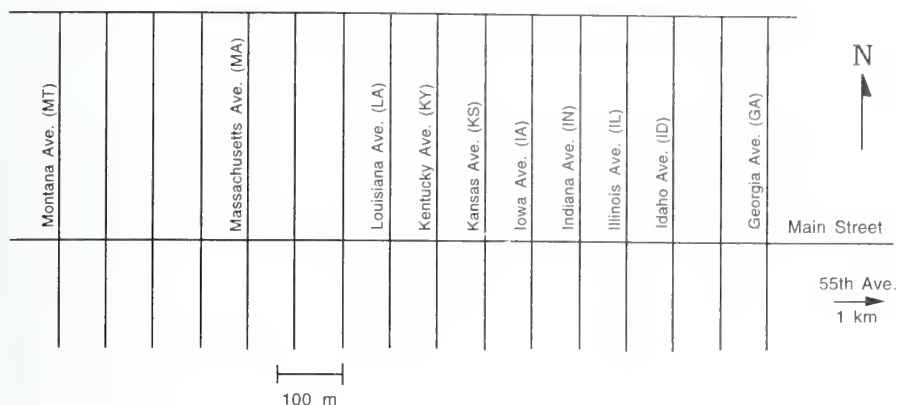 Montana Ave. (MT)
Massachusetts Ave. (MA)
Louisiana Ave. (LA)
Kentucky Ave. (KY)
Kansas Ave. (KS)
Iowa Ave. (IA)
Indiana Ave. (IN)
Illinois Ave. (IL)
Idaho Ave. (ID)
Georgia Ave. (GA)
N
Main Street
55th Ave.
1 km
100 m